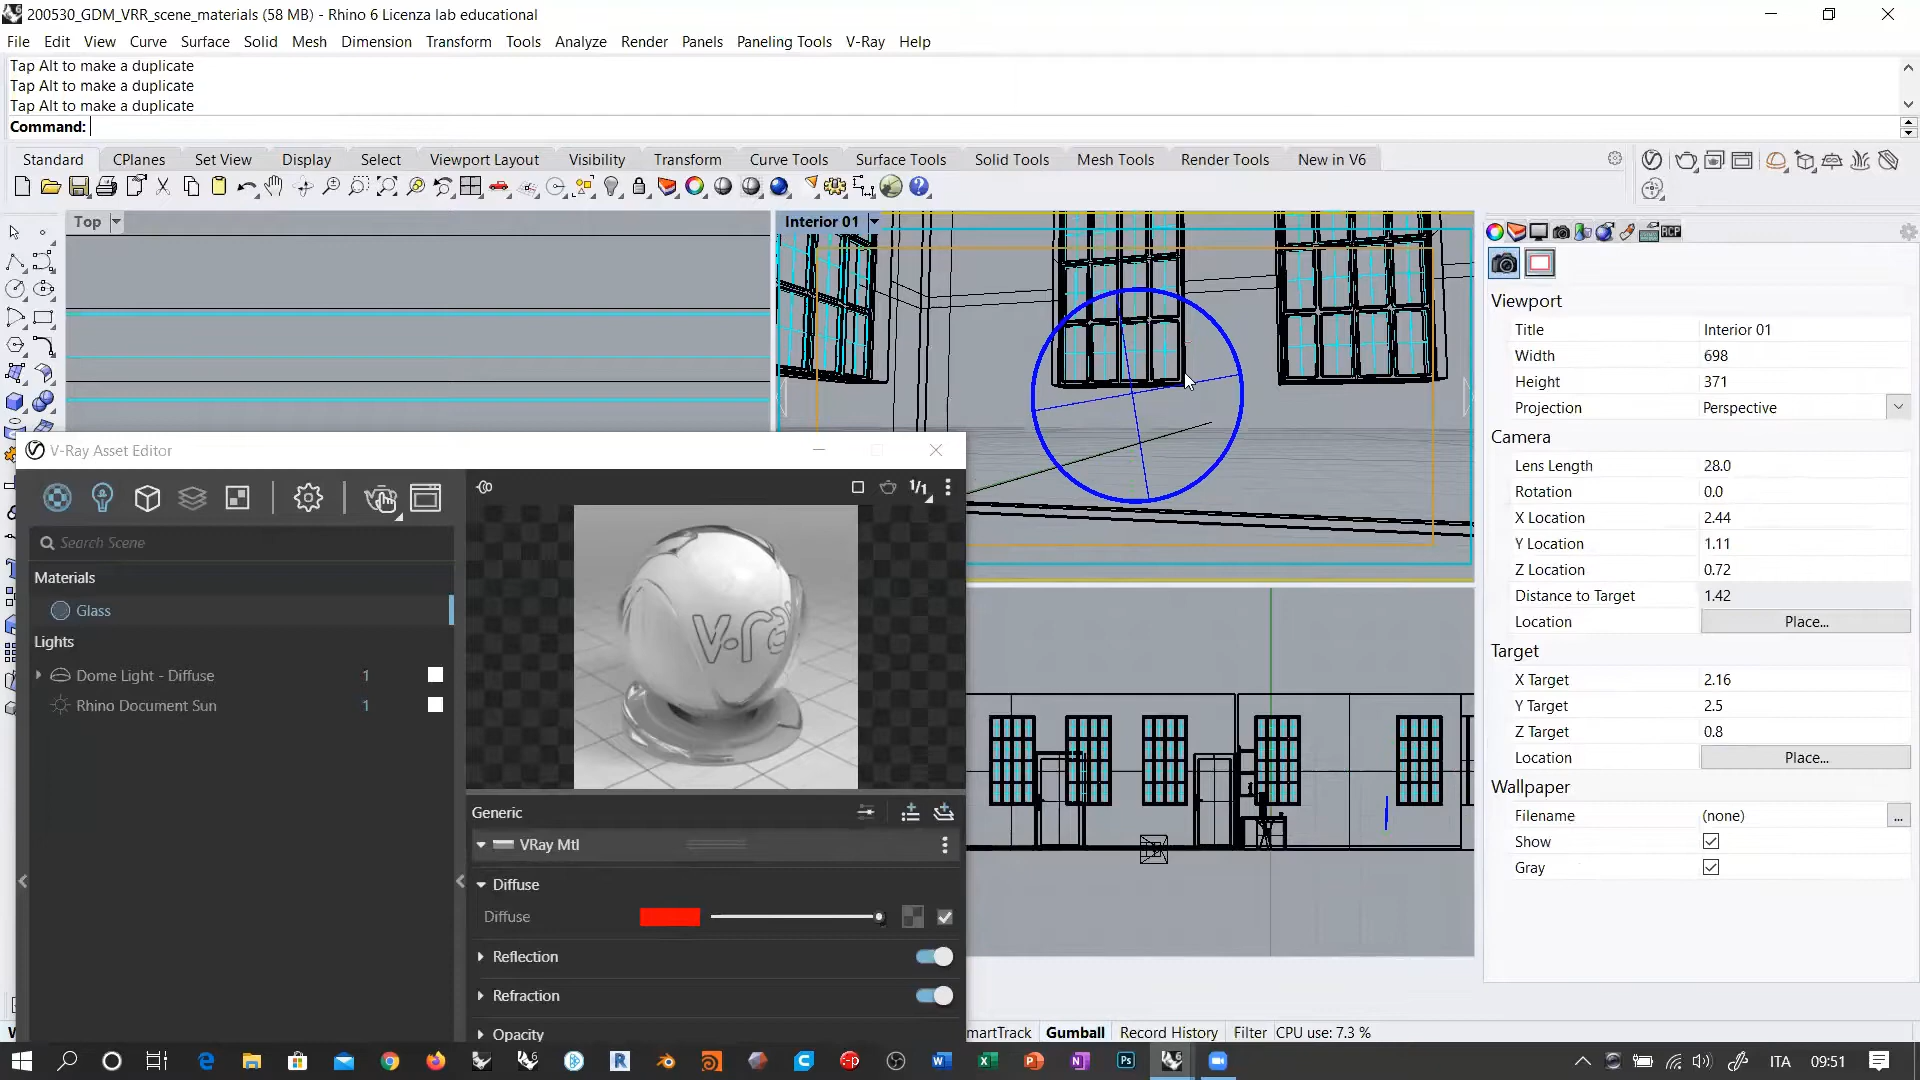 200530_GDM_VRR_scene_materials (58 MB) - Rhino 6 Licenza lab educational
File Edit View Curve Surface Solid Mesh Dimension Transform Tools Analyze Render Panels Paneling Tools V-Ray Help
Tap Alt to make a duplicate
Tap Alt to make a duplicate
Tap Alt to make a duplicate
Command:
Standard CPlanes Set View Display Select Viewport Layout Visibility Transform Curve Tools Surface Tools Solid Tools Mesh Tools Render Tools New in V6
Top
Interior 01
RCP
Viewport
Title Interior 01
Width 698
Height 371
Projection Perspective
Camera
Lens Length 28.0
Rotation 0.0
X Location 2.44
Y Location 1.11
Z Location 0.72
Distance to Target 1.42
Location Place...
Target
X Target 2.16
Y Target 2.5
Z Target 0.8
Location Place...
Wallpaper
Filename (none) ...
Show
Gray
V-Ray Asset Editor
1/1
Search Scene
Materials
Glass
Lights
Dome Light - Diffuse 1
Rhino Document Sun 1
v-ra
Generic
VRay Mtl
Diffuse
Diffuse
Reflection
Refraction
Opacity
martTrack Gumball Record History Filter CPU use: 7.3 %
ITA 09:51